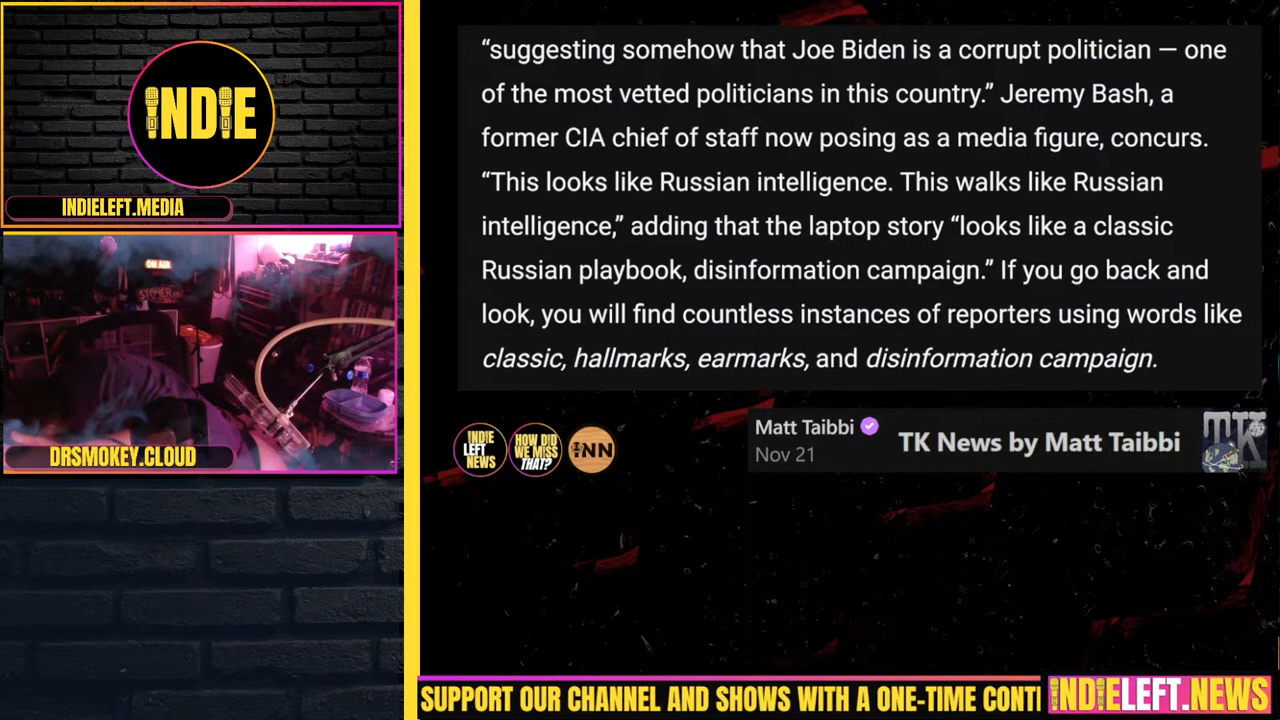 INDIE
INDIELEFT.MEDIA
ON AIR
STONER
DRSMOKEY.CLOUD
“suggesting somehow that Joe Biden is a corrupt politician — one
of the most vetted politicians in this country.” Jeremy Bash, a
former CIA chief of staff now posing as a media figure, concurs.
“This looks like Russian intelligence. This walks like Russian
intelligence,” adding that the laptop story “looks like a classic
Russian playbook, disinformation campaign.” If you go back and
look, you will find countless instances of reporters using words like
classic, hallmarks, earmarks, and disinformation campaign.
INDIE
LEFT
NEWS
HOW DID
WE MISS
THAT?
INN
Matt Taibbi
Nov 21
TK News by Matt Taibbi
TK
SUPPORT OUR CHANNEL AND SHOWS WITH A ONE-TIME CONTI
INDIELEFT.NEWS